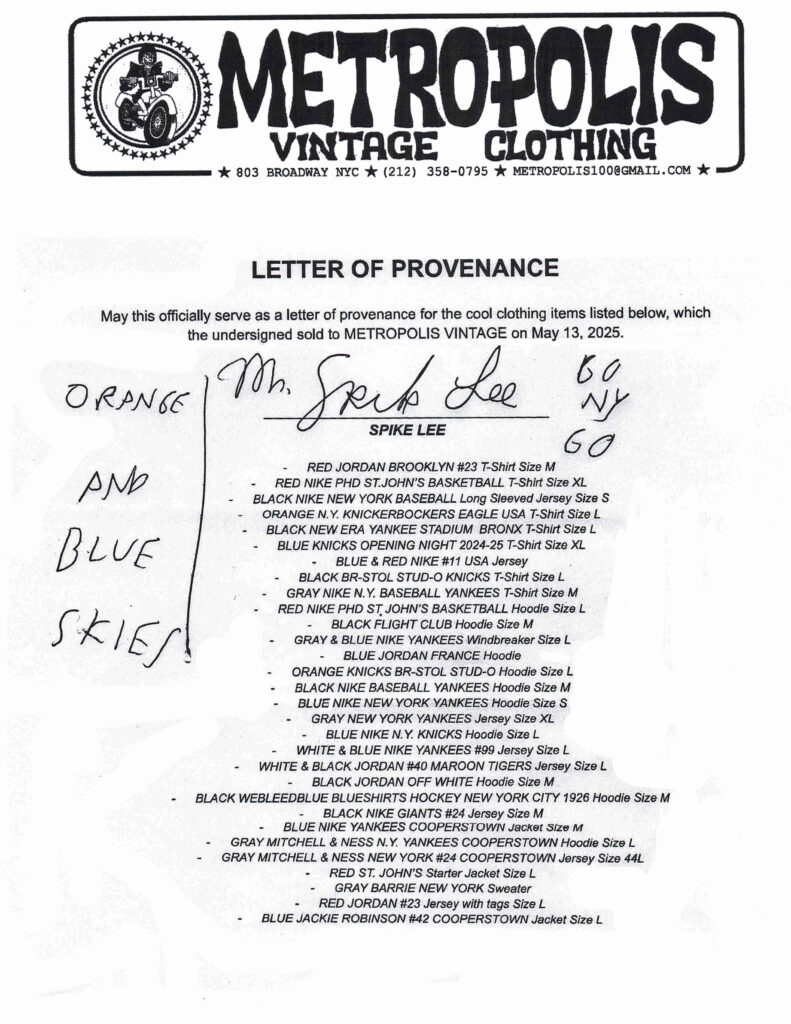 METROPOLIS
VINTAGE CLOTHING
★ 803 BROADWAY NYC ★ (212) 358-0795 ★ METROPOLIS100@GMAIL.COM ★
LETTER OF PROVENANCE
May this officially serve as a letter of provenance for the cool clothing items listed below, which
the undersigned sold to METROPOLIS VINTAGE on May 13, 2025.
Mr. Spike Lee
SPIKE LEE
GO
NY
GO
ORANGE
AND
BLUE
SKIES
- RED JORDAN BROOKLYN #23 T-Shirt Size M
- RED NIKE PHD ST.JOHN'S BASKETBALL T-Shirt Size XL
- BLACK NIKE NEW YORK BASEBALL Long Sleeved Jersey Size S
- ORANGE N.Y. KNICKERBOCKERS EAGLE USA T-Shirt Size L
- BLACK NEW ERA YANKEE STADIUM BRONX T-Shirt Size L
- BLUE KNICKS OPENING NIGHT 2024-25 T-Shirt Size XL
- BLUE & RED NIKE #11 USA Jersey
- BLACK BR-STOL STUD-O KNICKS T-Shirt Size L
- GRAY NIKE N.Y. BASEBALL YANKEES T-Shirt Size M
- RED NIKE PHD ST. JOHN'S BASKETBALL Hoodie Size L
- BLACK FLIGHT CLUB Hoodie Size M
- GRAY & BLUE NIKE YANKEES Windbreaker Size L
- BLUE JORDAN FRANCE Hoodie
- ORANGE KNICKS BR-STOL STUD-O Hoodie Size L
- BLACK NIKE BASEBALL YANKEES Hoodie Size M
- BLUE NIKE NEW YORK YANKEES Hoodie Size S
- GRAY NEW YORK YANKEES Jersey Size XL
- BLUE NIKE N.Y. KNICKS Hoodie Size L
- WHITE & BLUE NIKE YANKEES #99 Jersey Size L
- WHITE & BLACK JORDAN #40 MAROON TIGERS Jersey Size L
- BLACK JORDAN OFF WHITE Hoodie Size M
- BLACK WEBLEEDBLUE BLUESHIRTS HOCKEY NEW YORK CITY 1926 Hoodie Size M
- BLACK NIKE GIANTS #24 Jersey Size M
- BLUE NIKE YANKEES COOPERSTOWN Jacket Size M
- GRAY MITCHELL & NESS N.Y. YANKEES COOPERSTOWN Hoodie Size L
- GRAY MITCHELL & NESS NEW YORK #24 COOPERSTOWN Jersey Size 44L
- RED ST. JOHN'S Starter Jacket Size L
- GRAY BARRIE NEW YORK Sweater
- RED JORDAN #23 Jersey with tags Size L
- BLUE JACKIE ROBINSON #42 COOPERSTOWN Jacket Size L